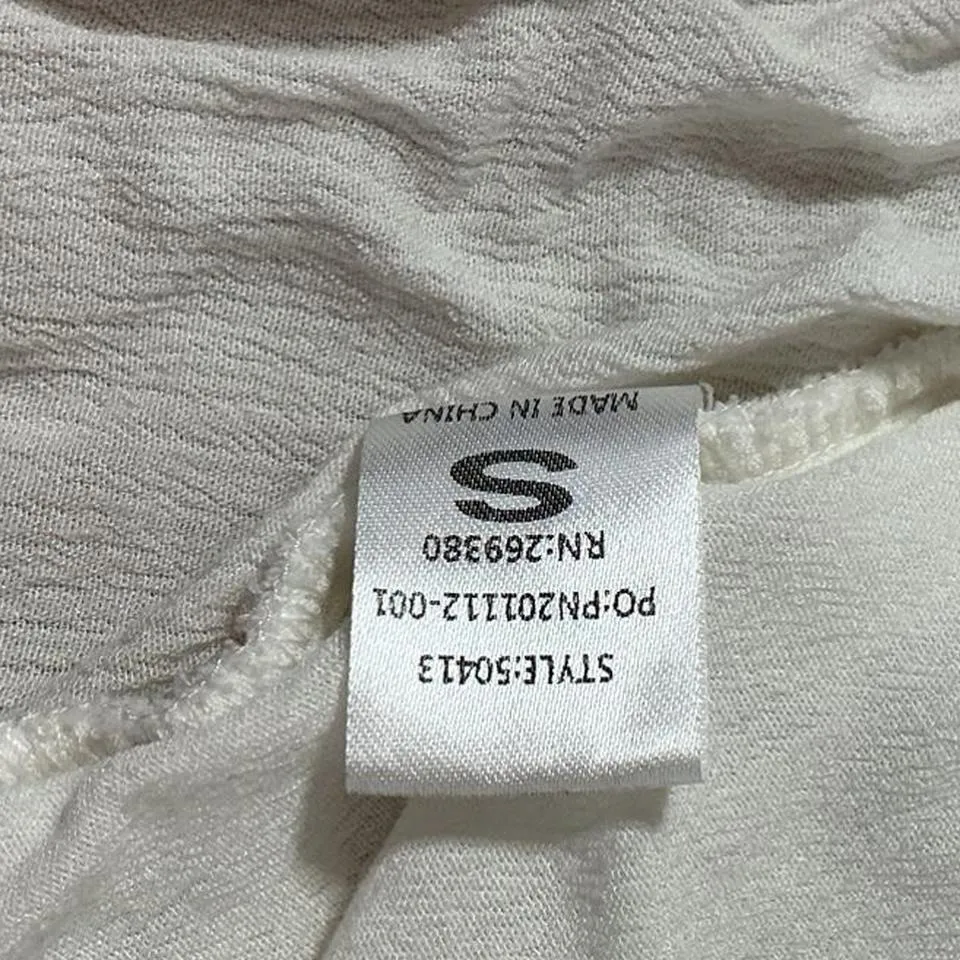 MADE IN CHINA
S
RN:269380
PO:PN201112-001
STYLE:50413